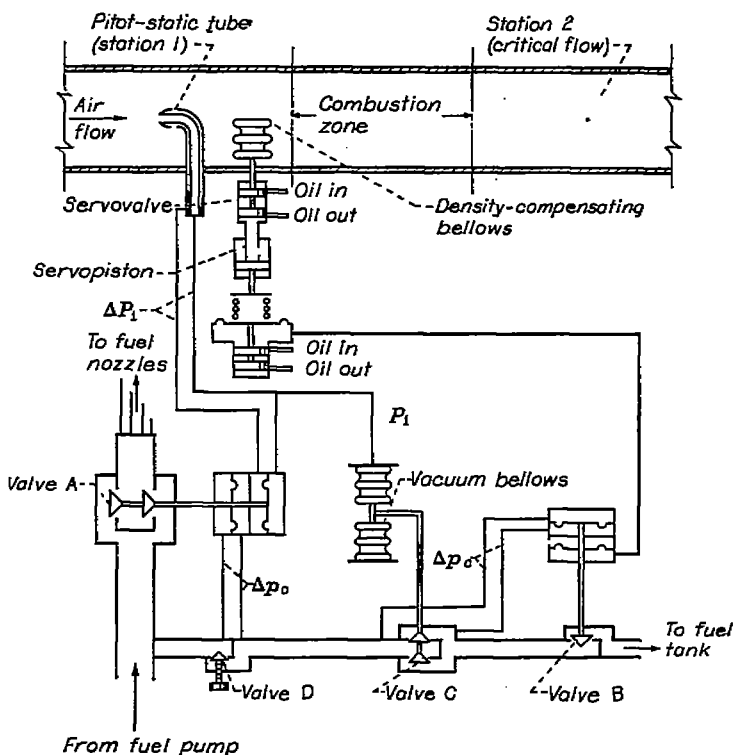 Pitot-static tube
(station 1)
Station 2
(critical flow)
Air
flow
Combustion
zone
Servovalve
Oil in
Oil out
Density-compensating
bellows
Servopiston
ΔP₁
To fuel
nozzles
Oil in
Oil out
P₁
Valve A
Vacuum bellows
Δp₀
Δp₀
To fuel
tank
Valve D
Valve C
Valve B
From fuel pump